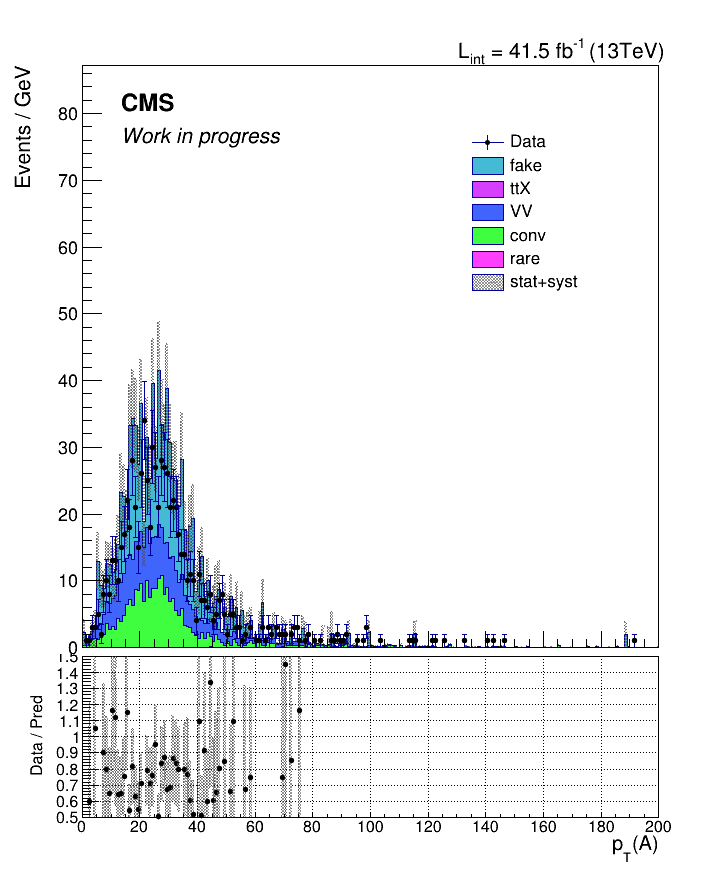 L_int = 41.5 fb^-1 (13TeV)
Events / GeV
CMS
Work in progress
Data
fake
ttX
VV
conv
rare
stat+syst
80
70
60
50
40
30
20
10
0
Data / Pred
1.5
1.4
1.3
1.2
1.1
1
0.9
0.8
0.7
0.6
0.5
0 20 40 60 80 100 120 140 160 180 200
p_T(A)